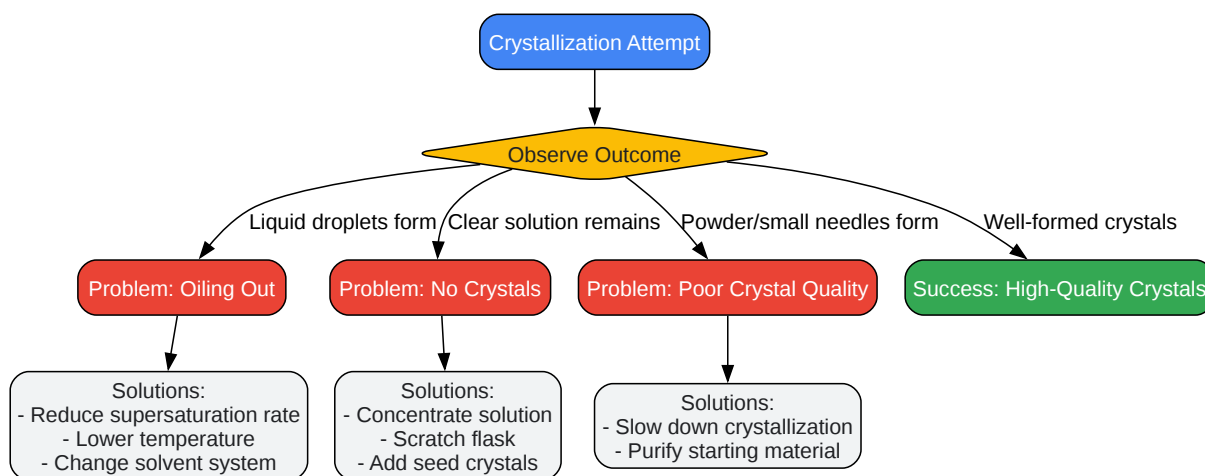 Crystallization Attempt
Observe Outcome
Liquid droplets form
Clear solution remains
Powder/small needles form
Well-formed crystals
Problem: Oiling Out
Problem: No Crystals
Problem: Poor Crystal Quality
Success: High-Quality Crystals
Solutions:
- Reduce supersaturation rate
- Lower temperature
- Change solvent system
Solutions:
- Concentrate solution
- Scratch flask
- Add seed crystals
Solutions:
- Slow down crystallization
- Purify starting material